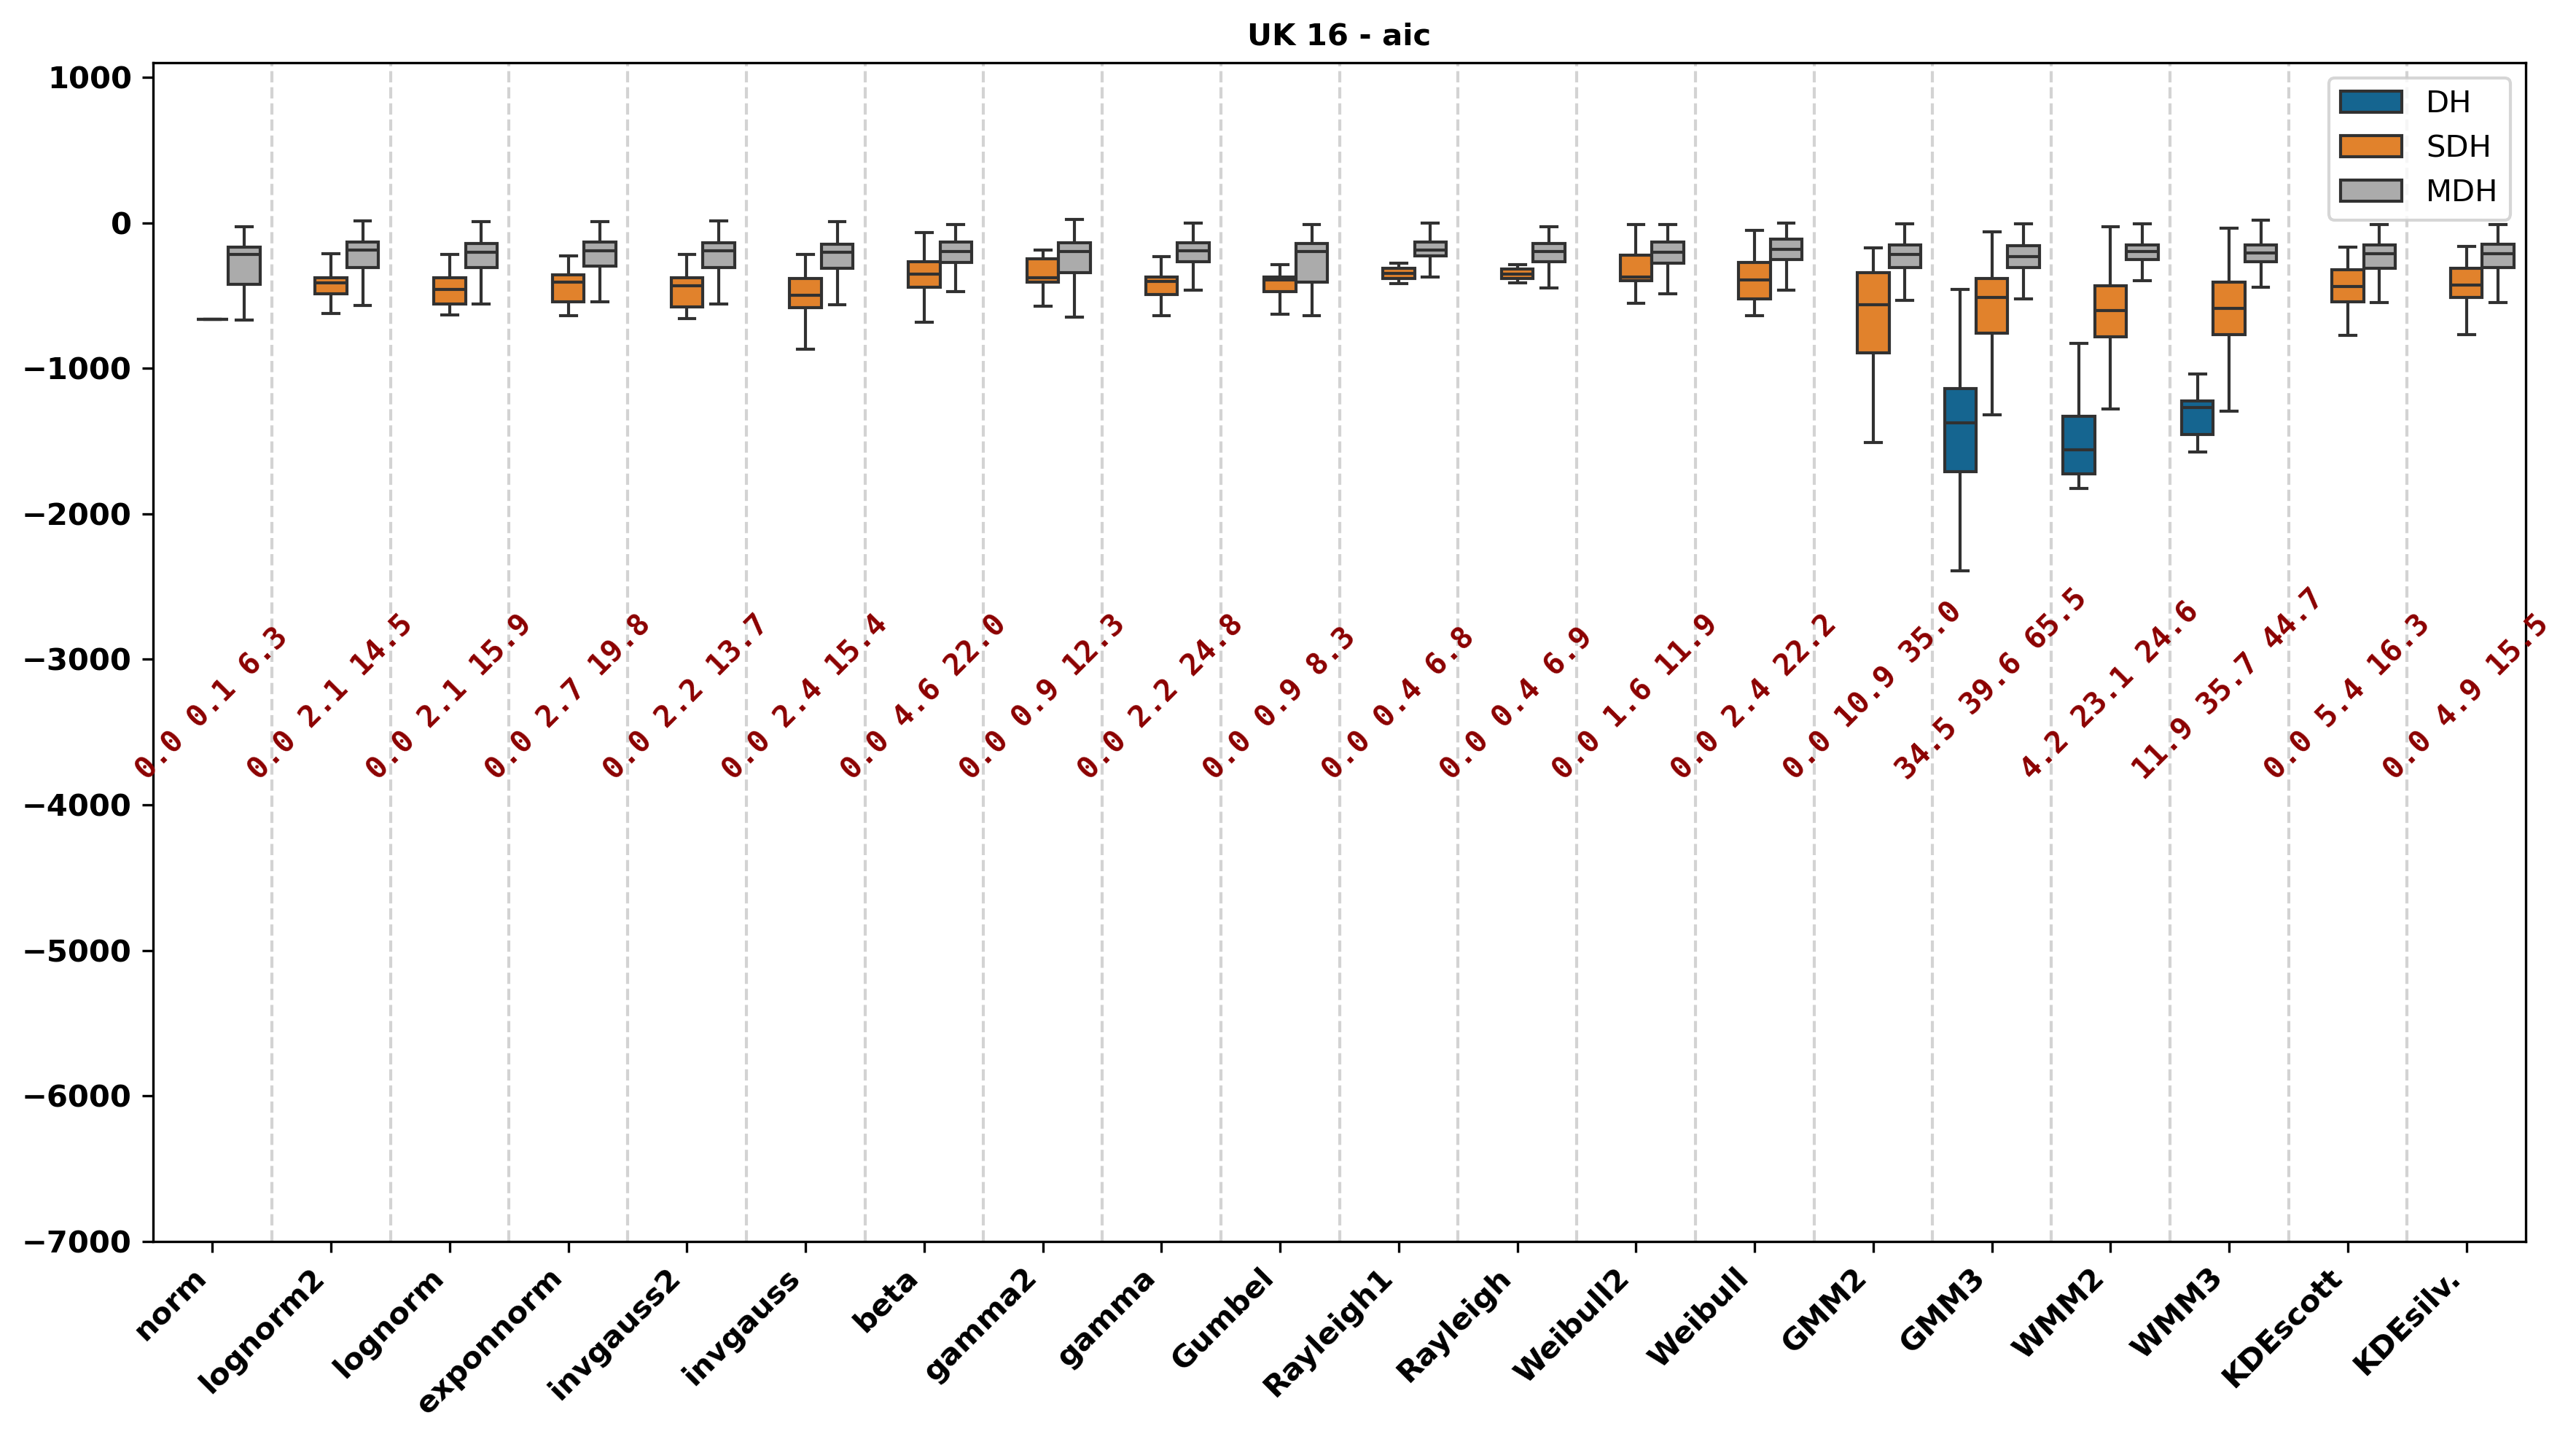 UK 16 - aic
1000
0
−1000
−2000
−3000
−4000
−5000
−6000
−7000
DH
SDH
MDH
0.0 0.1 6.3
0.0 2.1 14.5
0.0 2.1 15.9
0.0 2.7 19.8
0.0 2.2 13.7
0.0 2.4 15.4
0.0 4.6 22.0
0.0 0.9 12.3
0.0 2.2 24.8
0.0 0.9 8.3
0.0 0.4 6.8
0.0 0.4 6.9
0.0 1.6 11.9
0.0 2.4 22.2
0.0 10.9 35.0
34.5 39.6 65.5
4.2 23.1 24.6
11.9 35.7 44.7
0.0 5.4 16.3
0.0 4.9 15.5
norm
lognorm2
lognorm
exponnorm
invgauss2
invgauss
beta
gamma2
gamma
Gumbel
Rayleigh1
Rayleigh
Weibull2
Weibull
GMM2
GMM3
WMM2
WMM3
KDEscott
KDEsilv.